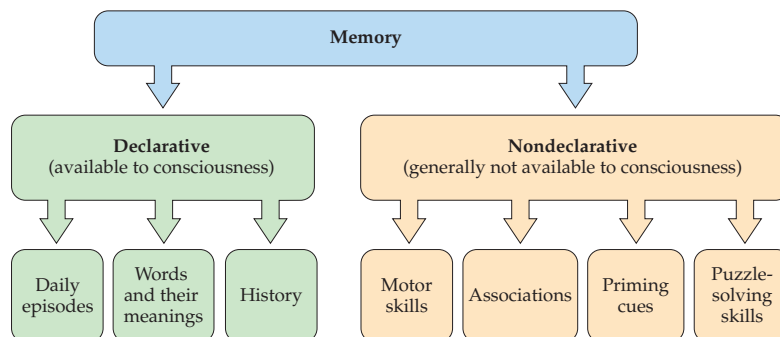 Memory
Declarative
(available to consciousness)
Nondeclarative
(generally not available to consciousness)
Daily
episodes
Words
and their
meanings
History
Motor
skills
Associations
Priming
cues
Puzzle-
solving
skills